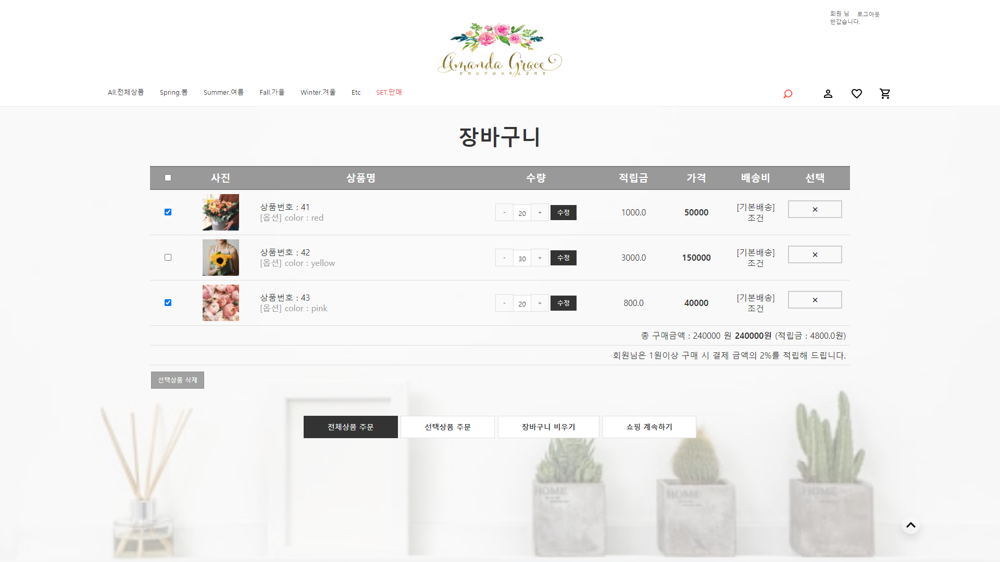 회원 님 로그아웃
반갑습니다.
Amanda Grace
PHOTOGRAPHY
All.전체상품 Spring.봄 Summer.여름 Fall.가을 Winter.겨울 Etc SET.판매
장바구니
사진 상품명 수량 적립금 가격 배송비 선택
상품번호 : 41
[옵션] color : red
- 20 + 수정 1000.0 50000
[기본배송]
조건
×
상품번호 : 42
[옵션] color : yellow
- 30 + 수정 3000.0 150000
[기본배송]
조건
×
상품번호 : 43
[옵션] color : pink
- 20 + 수정 800.0 40000
[기본배송]
조건
×
총 구매금액 : 240000 원 240000원 (적립금 : 4800.0원)
회원님은 1원이상 구매 시 결제 금액의 2%를 적립해 드립니다.
선택상품 삭제
전체상품 주문 선택상품 주문 장바구니 비우기 쇼핑 계속하기
HOME
HOME
HOME